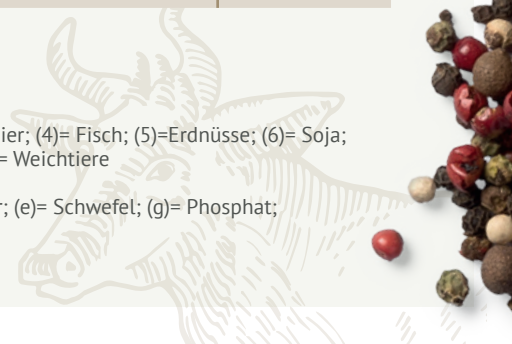 ier; (4)= Fisch; (5)=Erdnüsse; (6)= Soja;
= Weichtiere
r; (e)= Schwefel; (g)= Phosphat;